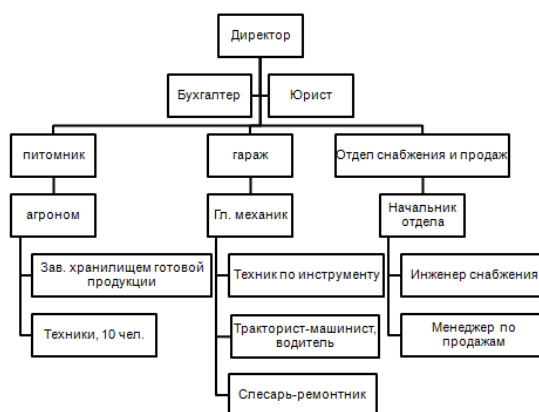 Директор
Бухгалтер
Юрист
питомник
гараж
Отдел снабжения и продаж
агроном
Гл. механик
Начальник
отдела
Зав. хранилищем готовой
продукции
Техник по инструменту
Инженер снабжения
Техники, 10 чел.
Тракторист-машинист,
водитель
Менеджер по
продажам
Слесарь-ремонтник